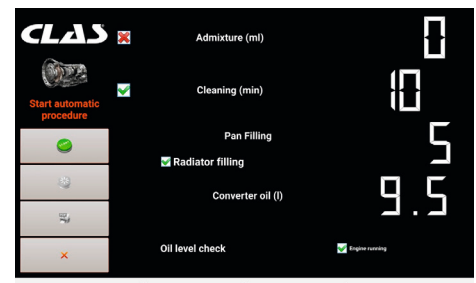 CLAS
Admixture (ml)
0
Cleaning (min)
10
Start automatic
procedure
Pan Filling
5
Radiator filling
Converter oil (l)
9.5
Oil level check
Engine running